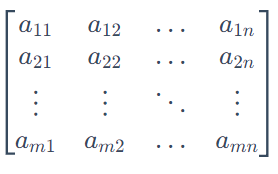 a₁₁ a₁₂ … a₁ₙ
a₂₁ a₂₂ … a₂ₙ
⋮ ⋮ ⋱ ⋮
aₘ₁ aₘ₂ … aₘₙ